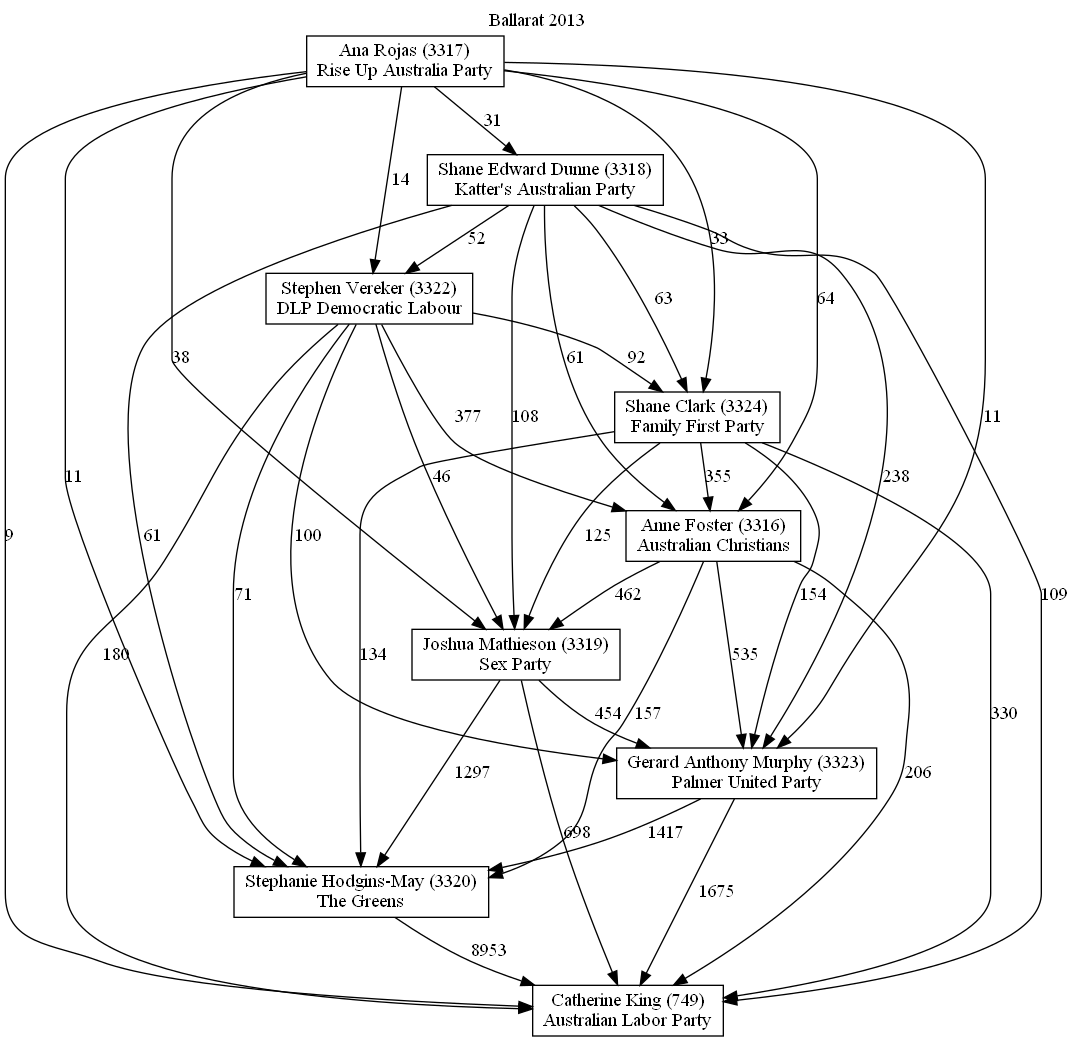 Ballarat 2013
Ana Rojas (3317)
Rise Up Australia Party
31
Shane Edward Dunne (3318)
Katter's Australian Party
14
52
33
Stephen Vereker (3322)
DLP Democratic Labour
63
64
38
61
92
Shane Clark (3324)
Family First Party
377
108
11
11
46
355
238
Anne Foster (3316)
Australian Christians
9
61
100
125
71
462
154
109
Joshua Mathieson (3319)
Sex Party
180
134
535
454
157
330
Gerard Anthony Murphy (3323)
Palmer United Party
1297
206
698
1417
Stephanie Hodgins-May (3320)
The Greens
1675
8953
Catherine King (749)
Australian Labor Party